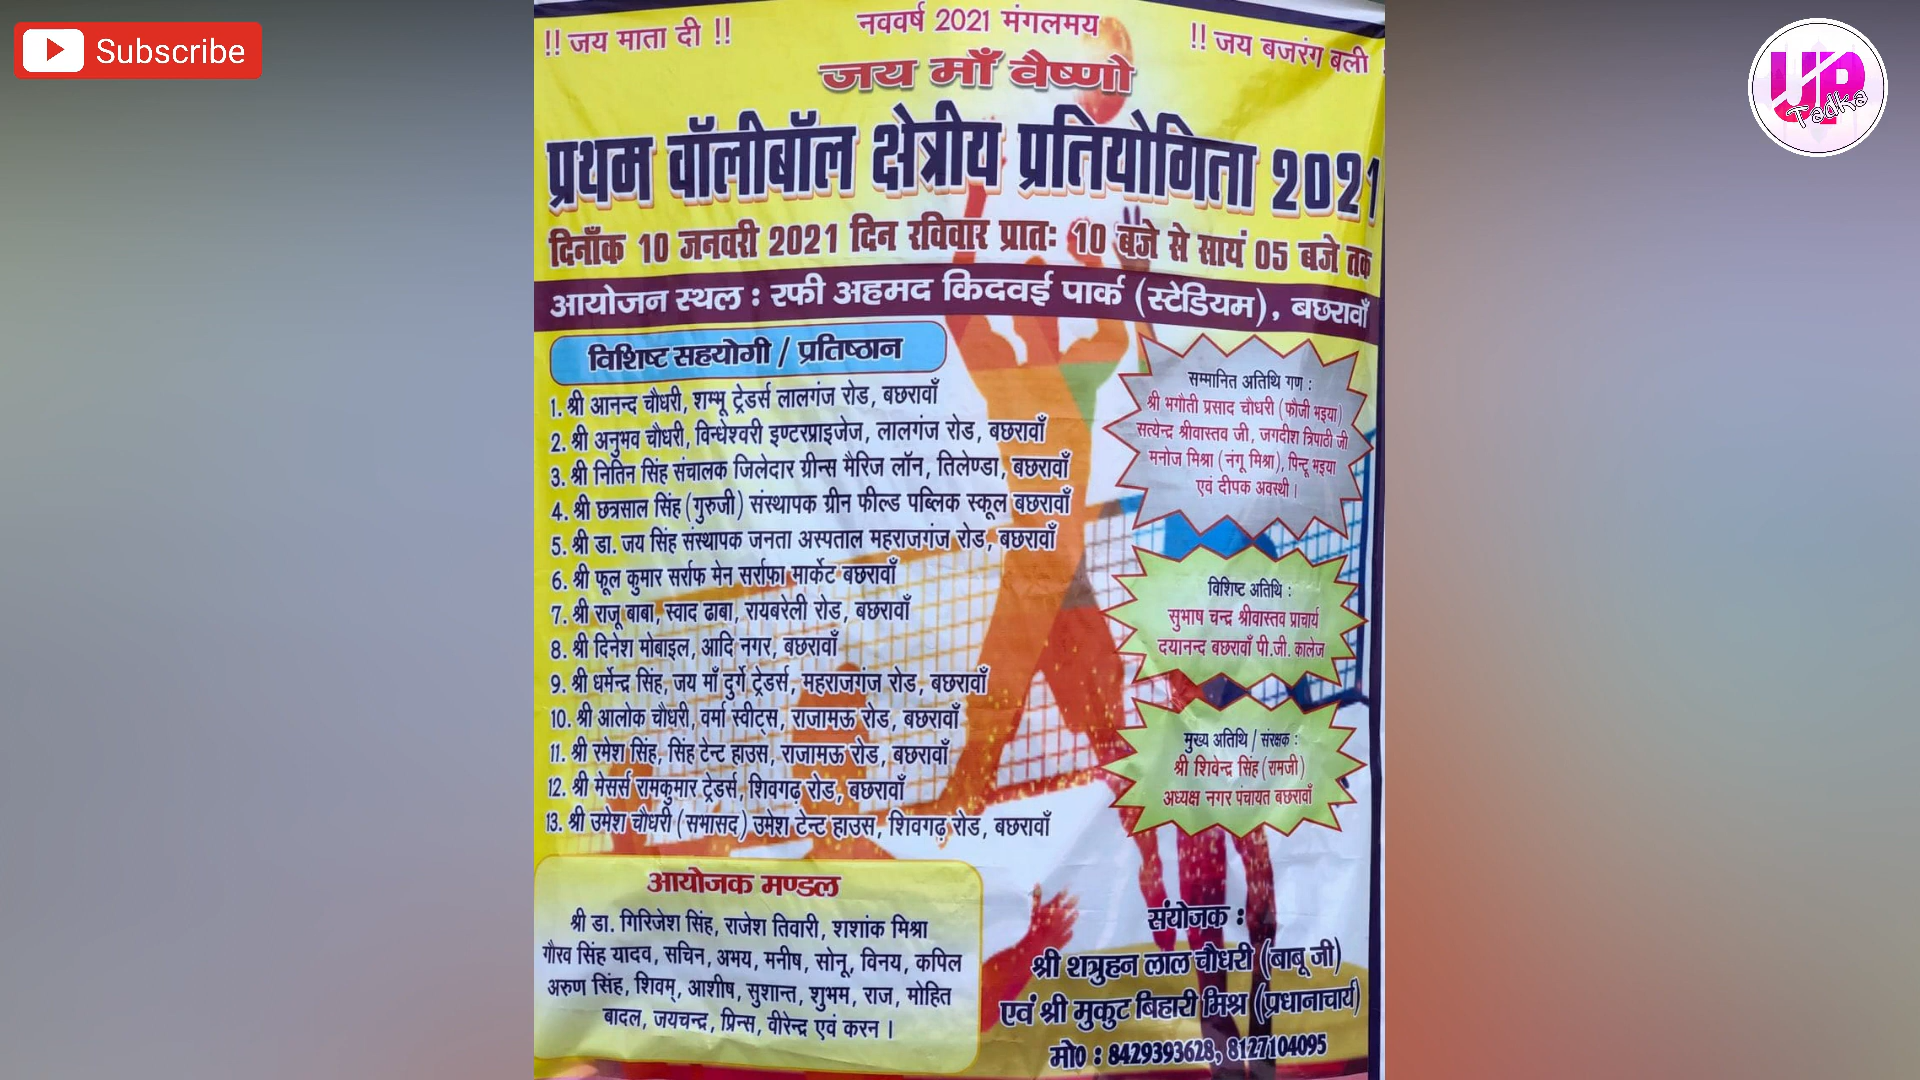 Subscribe
UP Tadka
!! जय माता दी !!
नववर्ष 2021 मंगलमय
!! जय बजरंग बली !
जय माँ वैष्णो
प्रथम वॉलीबॉल क्षेत्रीय प्रतियोगिता 2021
दिनाँक 10 जनवरी 2021 दिन रविवार प्रातः 10 बजे से सायं 05 बजे तक
आयोजन स्थल : रफी अहमद किदवई पार्क (स्टेडियम), बछरावाँ
विशिष्ट सहयोगी / प्रतिष्ठान
1. श्री आनन्द चौधरी, शम्भू ट्रेडर्स लालगंज रोड, बछरावाँ
2. श्री अनुभव चौधरी, विन्धेश्वरी इण्टरप्राइजेज, लालगंज रोड, बछरावाँ
3. श्री नितिन सिंह संचालक जिलेदार ग्रीन्स मैरिज लॉन, तिलेण्डा, बछरावाँ
4. श्री छत्रसाल सिंह (गुरुजी) संस्थापक ग्रीन फील्ड पब्लिक स्कूल बछरावाँ
5. श्री डा. जय सिंह संस्थापक जनता अस्पताल महराजगंज रोड, बछरावाँ
6. श्री फूल कुमार सर्राफ मेन सर्राफा मार्केट बछरावाँ
7. श्री राजू बाबा, स्वाद ढाबा, रायबरेली रोड, बछरावाँ
8. श्री दिनेश मोबाइल, आदि नगर, बछरावाँ
9. श्री धर्मेन्द्र सिंह, जय माँ दुर्गे ट्रेडर्स, महराजगंज रोड, बछरावाँ
10. श्री आलोक चौधरी, वर्मा स्वीट्स, राजामऊ रोड, बछरावाँ
11. श्री रमेश सिंह, सिंह टेन्ट हाउस, राजामऊ रोड, बछरावाँ
12. श्री मेसर्स रामकुमार ट्रेडर्स, शिवगढ़ रोड, बछरावाँ
13. श्री उमेश चौधरी (सभासद) उमेश टेन्ट हाउस, शिवगढ़ रोड, बछरावाँ
सम्मानित अतिथि गण :
श्री भगौती प्रसाद चौधरी (फौजी भइया)
सत्येन्द्र श्रीवास्तव जी, जगदीश त्रिपाठी जी
मनोज मिश्रा (नंगू मिश्रा), पिन्टू भइया
एवं दीपक अवस्थी।
विशिष्ट अतिथि :
सुभाष चन्द्र श्रीवास्तव प्राचार्य
दयानन्द बछरावाँ पी.जी. कालेज
मुख्य अतिथि / संरक्षक :
श्री शिवेन्द्र सिंह (रामजी)
अध्यक्ष नगर पंचायत बछरावाँ
आयोजक मण्डल
श्री डा. गिरिजेश सिंह, राजेश तिवारी, शशांक मिश्रा
गौरव सिंह यादव, सचिन, अभय, मनीष, सोनू, विनय, कपिल
अरुण सिंह, शिवम्, आशीष, सुशान्त, शुभम, राज, मोहित
बादल, जयचन्द्र, प्रिन्स, वीरेन्द्र एवं करन।
संयोजक :
श्री शत्रुहन लाल चौधरी (बाबू जी)
एवं श्री मुकुट बिहारी मिश्र (प्रधानाचार्य)
मो0 : 8429393628, 8127104095